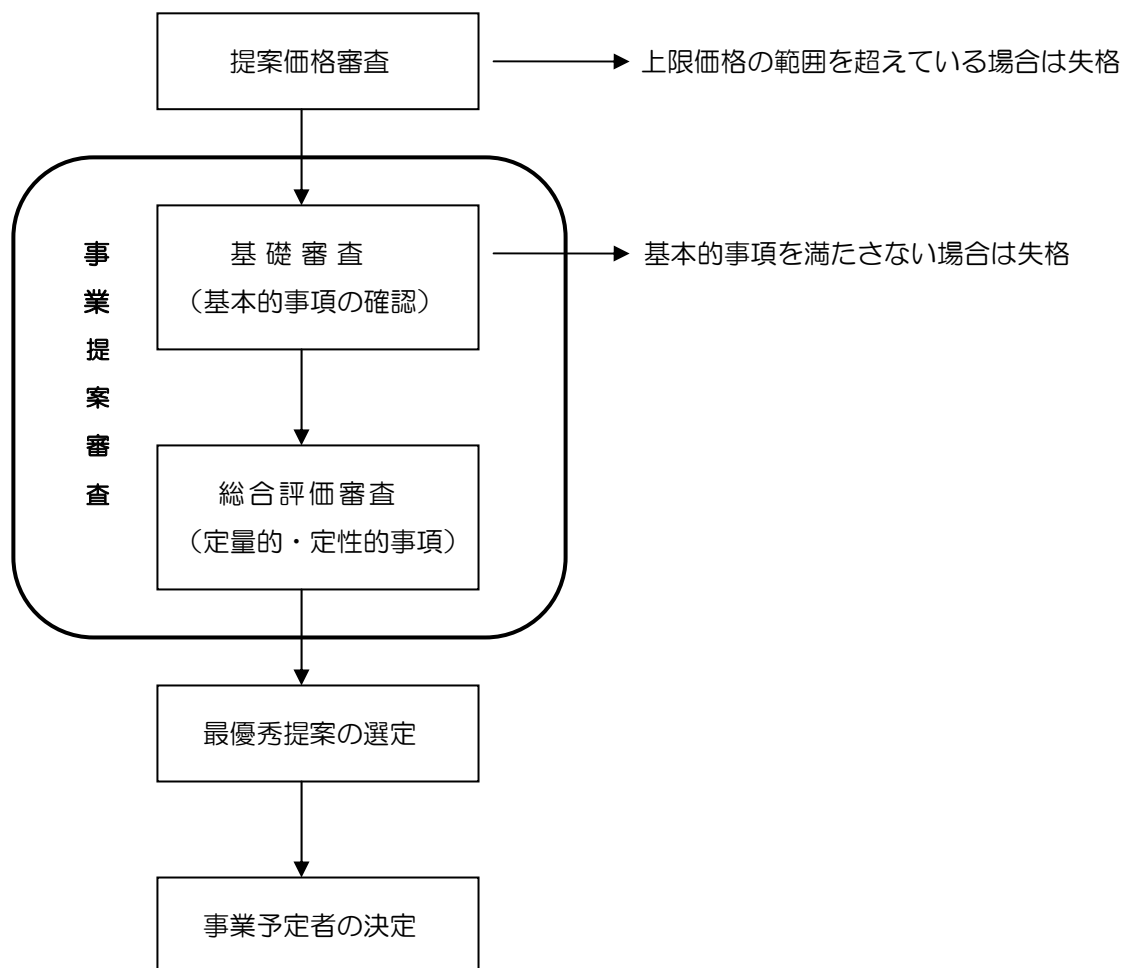 提案価格審査
上限価格の範囲を超えている場合は失格
事業提案審査
基礎審査
（基本的事項の確認）
基本的事項を満たさない場合は失格
総合評価審査
（定量的・定性的事項）
最優秀提案の選定
事業予定者の決定